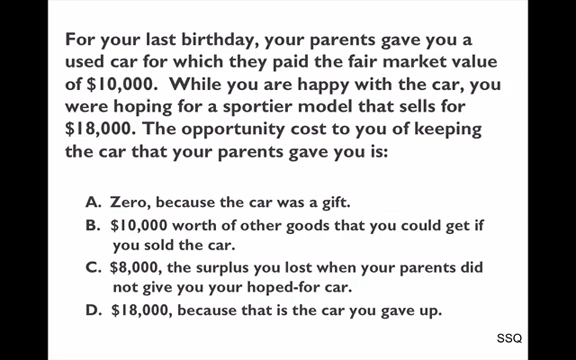 For your last birthday, your parents gave you a
used car for which they paid the fair market value
of $10,000. While you are happy with the car, you
were hoping for a sportier model that sells for
$18,000. The opportunity cost to you of keeping
the car that your parents gave you is:
A. Zero, because the car was a gift.
B. $10,000 worth of other goods that you could get if
you sold the car.
C. $8,000, the surplus you lost when your parents did
not give you your hoped-for car.
D. $18,000, because that is the car you gave up.
SSQ